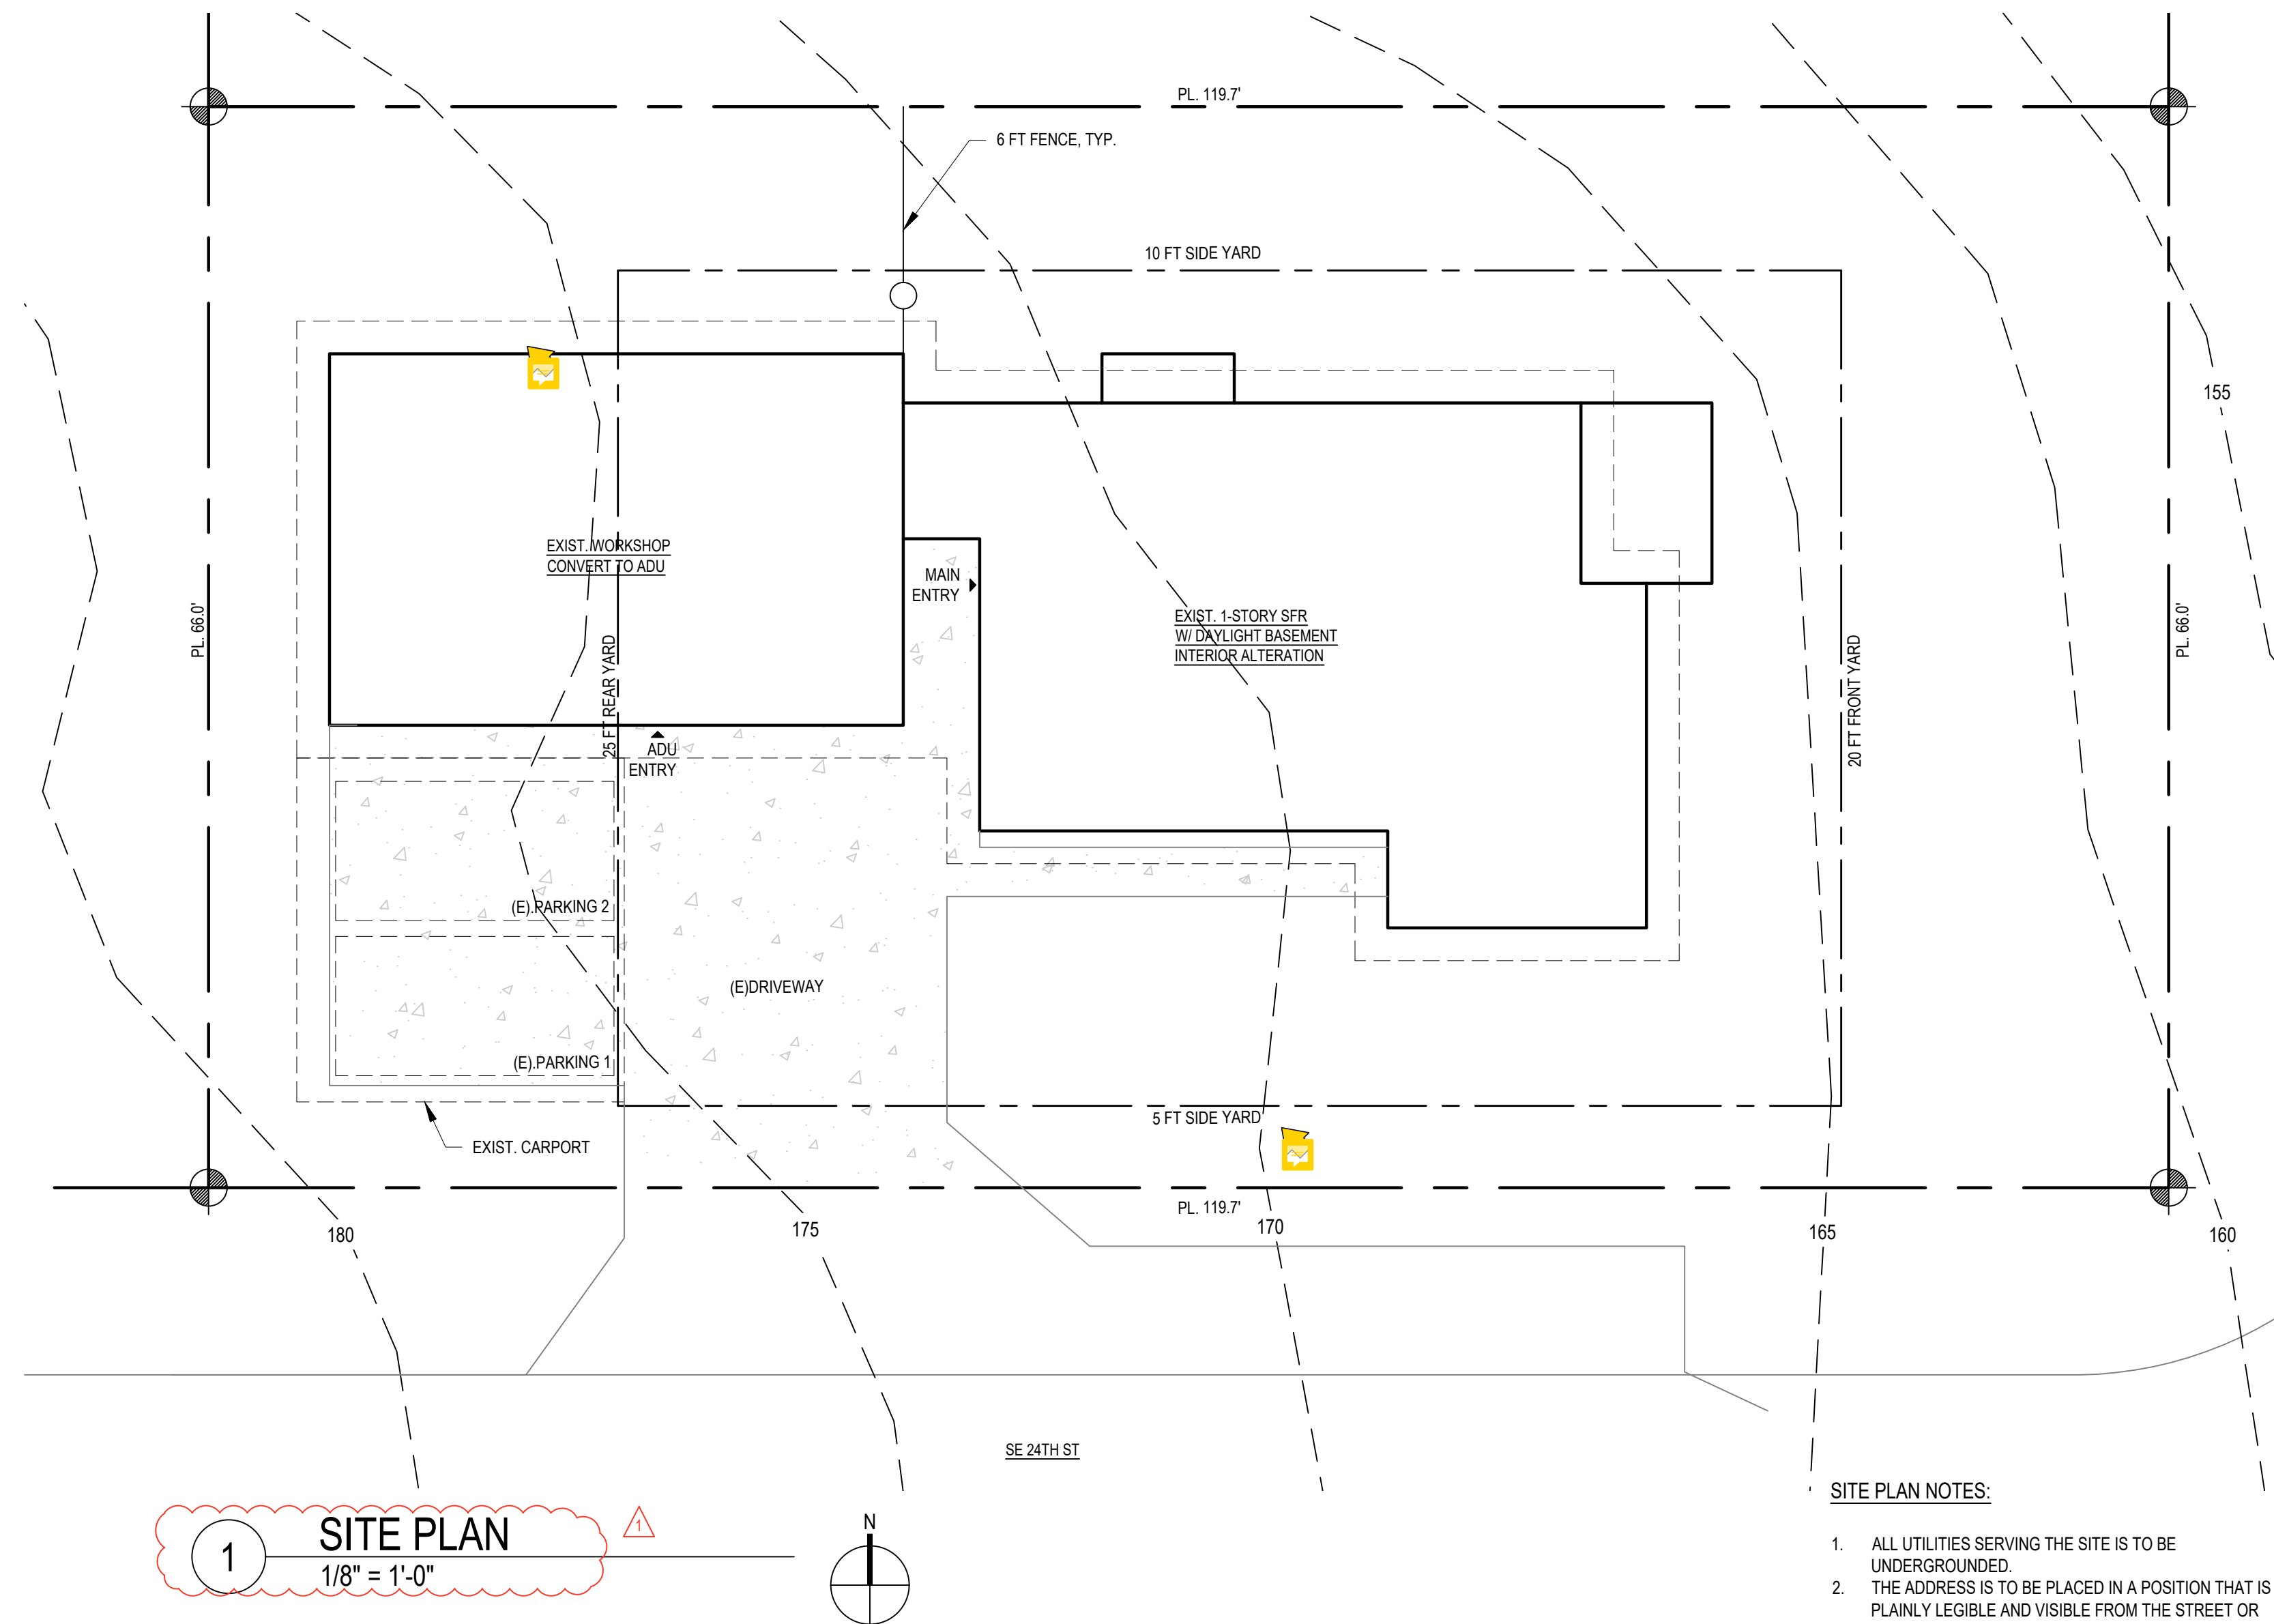 PL. 119.7'
6 FT FENCE, TYP.
10 FT SIDE YARD
155
EXIST. WORKSHOP
CONVERT TO ADU
MAIN
ENTRY
EXIST. 1-STORY SFR
W/ DAYLIGHT BASEMENT
INTERIOR ALTERATION
PL. 66.0'
25 FT REAR YARD
20 FT FRONT YARD
PL. 66.0'
ADU
ENTRY
(E).PARKING 2
(E)DRIVEWAY
(E).PARKING 1
5 FT SIDE YARD
EXIST. CARPORT
PL. 119.7'
180
175
170
165
160
SE 24TH ST
1
SITE PLAN
1/8" = 1'-0"
1
N
SITE PLAN NOTES:
1. ALL UTILITIES SERVING THE SITE IS TO BE
UNDERGROUNDED.
2. THE ADDRESS IS TO BE PLACED IN A POSITION THAT IS
PLAINLY LEGIBLE AND VISIBLE FROM THE STREET OR